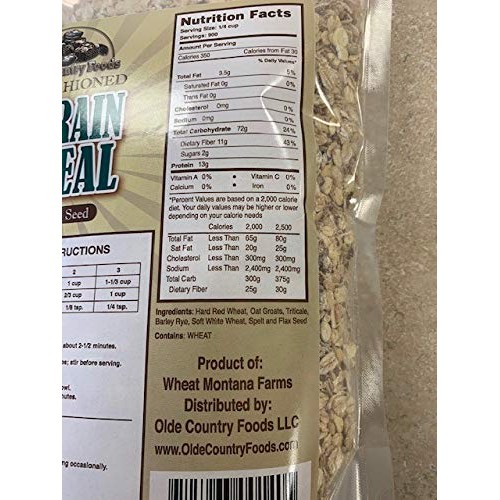 Country Foods
HIONED
RAIN
EAL
Seed
RUCTIONS
2 3
1 cup 1-1/3 cup
2/3 cup 1 cup
1/8 tsp. 1/4 tsp.
about 2-1/2 minutes.
se; stir before serving.
owl.
nutes.
ng occasionally.
Nutrition Facts
Serving Size: 1/4 cup
Servings: 900
Amount Per Serving
Calories 350 Calories from Fat 30
% Daily Values*
Total Fat 3.5g 5%
Saturated Fat 0g 0%
Trans Fat 0g
Cholesterol 0mg 0%
Sodium 0mg 0%
Total Carbohydrate 72g 24%
Dietary Fiber 11g 43%
Sugars 2g
Protein 13g
Vitamin A 0% • Vitamin C 0%
Calcium 0% • Iron 0%
*Percent Values are based on a 2,000 calorie
diet. Your daily values may be higher or lower
depending on your calorie needs
Calories 2,000 2,500
Total Fat Less Than 65g 80g
Sat Fat Less Than 20g 25g
Cholesterol Less Than 300mg 300mg
Sodium Less Than 2,400mg 2,400mg
Total Carb 300g 375g
Dietary Fiber 25g 30g
Ingredients: Hard Red Wheat, Oat Groats, Triticale,
Barley Rye, Soft White Wheat, Spelt and Flax Seed
Contains: WHEAT
Product of:
Wheat Montana Farms
Distributed by:
Olde Country Foods LLC
www.OldeCountryFoods.com